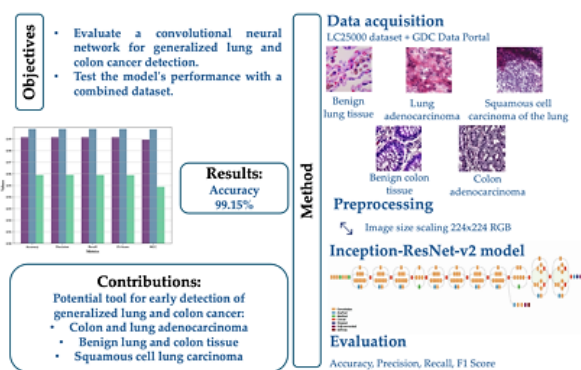 Objectives
• Evaluate a convolutional neural
network for generalized lung and
colon cancer detection.
• Test the model's performance with a
combined dataset.
Results:
Accuracy
99.15%
Contributions:
Potential tool for early detection of
generalized lung and colon cancer:
• Colon and lung adenocarcinoma
• Benign lung and colon tissue
• Squamous cell lung carcinoma
Method
Data acquisition
LC25000 dataset + GDC Data Portal
Benign
lung tissue
Lung
adenocarcinoma
Squamous cell
carcinoma of the lung
Benign colon
tissue
Colon
adenocarcinoma
Preprocessing
Image size scaling 224x224 RGB
Inception-ResNet-v2 model
Evaluation
Accuracy, Precision, Recall, F1 Score